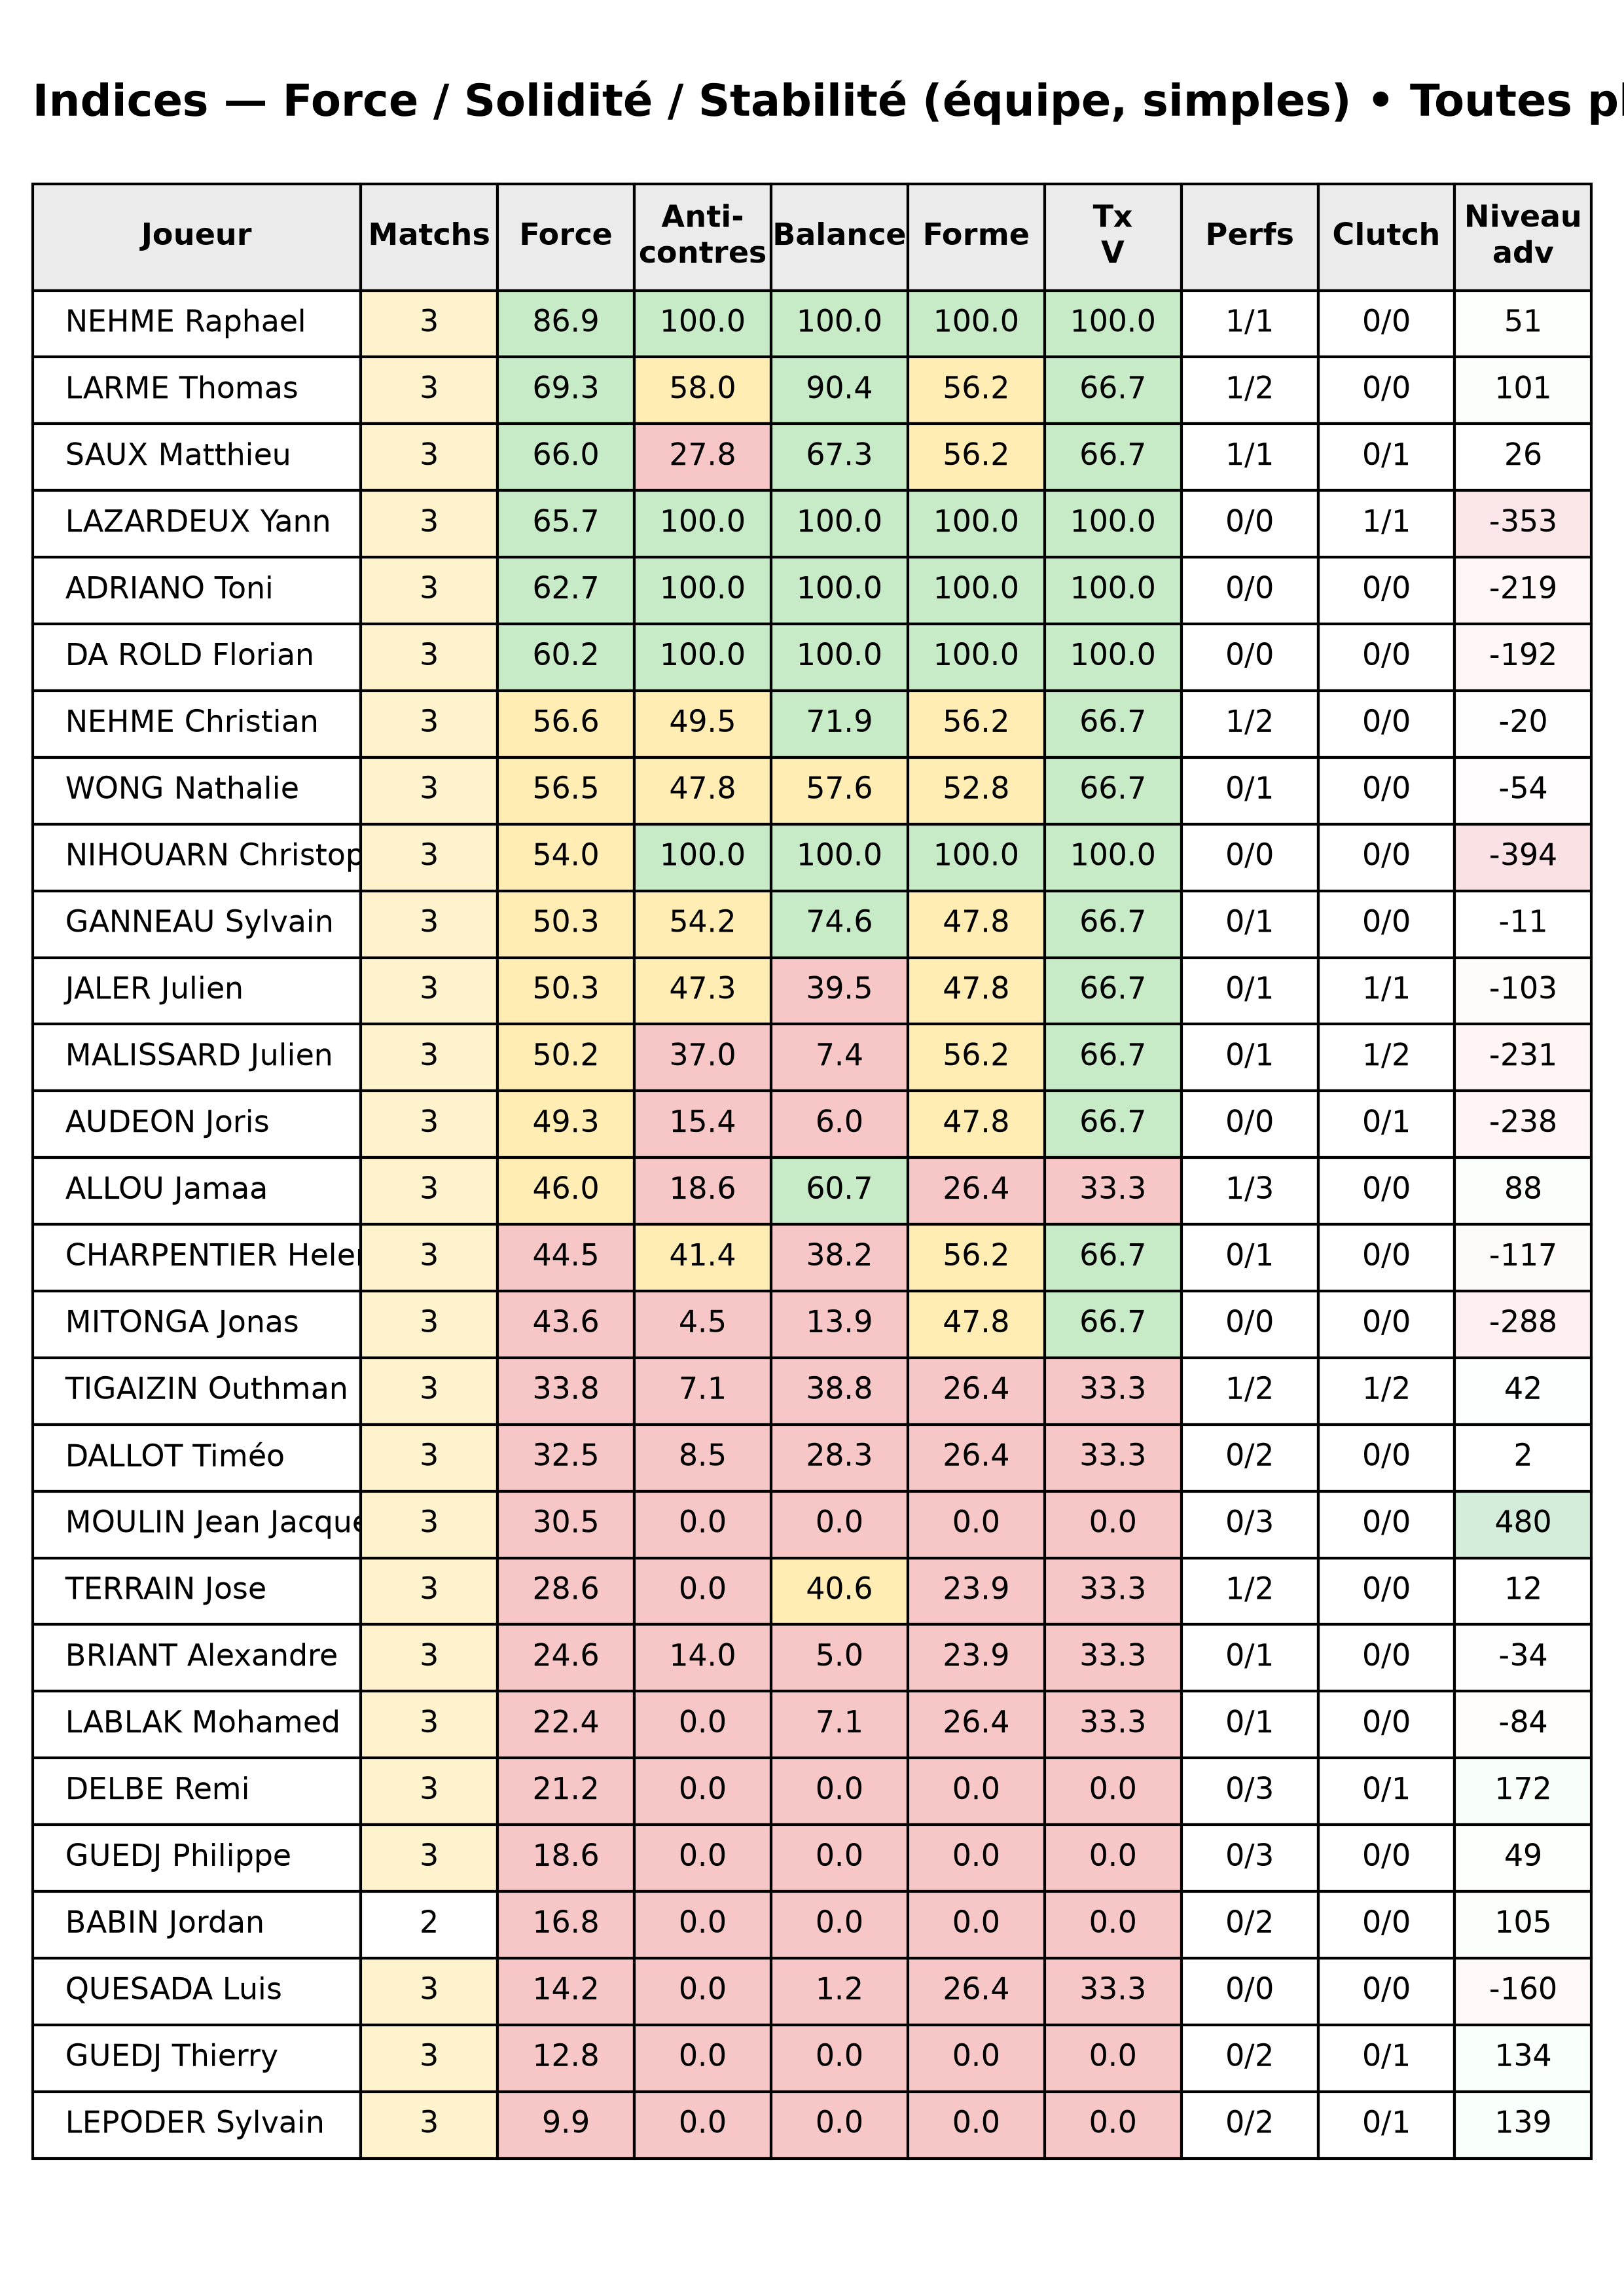 Indices — Force / Solidité / Stabilité (équipe, simples) • Toutes pl
Joueur Matchs Force Anti-contres Balance Forme Tx V Perfs Clutch Niveau adv
NEHME Raphael 3 86.9 100.0 100.0 100.0 100.0 1/1 0/0 51
LARME Thomas 3 69.3 58.0 90.4 56.2 66.7 1/2 0/0 101
SAUX Matthieu 3 66.0 27.8 67.3 56.2 66.7 1/1 0/1 26
LAZARDEUX Yann 3 65.7 100.0 100.0 100.0 100.0 0/0 1/1 -353
ADRIANO Toni 3 62.7 100.0 100.0 100.0 100.0 0/0 0/0 -219
DA ROLD Florian 3 60.2 100.0 100.0 100.0 100.0 0/0 0/0 -192
NEHME Christian 3 56.6 49.5 71.9 56.2 66.7 1/2 0/0 -20
WONG Nathalie 3 56.5 47.8 57.6 52.8 66.7 0/1 0/0 -54
NIHOUARN Christop 3 54.0 100.0 100.0 100.0 100.0 0/0 0/0 -394
GANNEAU Sylvain 3 50.3 54.2 74.6 47.8 66.7 0/1 0/0 -11
JALER Julien 3 50.3 47.3 39.5 47.8 66.7 0/1 1/1 -103
MALISSARD Julien 3 50.2 37.0 7.4 56.2 66.7 0/1 1/2 -231
AUDEON Joris 3 49.3 15.4 6.0 47.8 66.7 0/0 0/1 -238
ALLOU Jamaa 3 46.0 18.6 60.7 26.4 33.3 1/3 0/0 88
CHARPENTIER Helen 3 44.5 41.4 38.2 56.2 66.7 0/1 0/0 -117
MITONGA Jonas 3 43.6 4.5 13.9 47.8 66.7 0/0 0/0 -288
TIGAIZIN Outhman 3 33.8 7.1 38.8 26.4 33.3 1/2 1/2 42
DALLOT Timéo 3 32.5 8.5 28.3 26.4 33.3 0/2 0/0 2
MOULIN Jean Jacque 3 30.5 0.0 0.0 0.0 0.0 0/3 0/0 480
TERRAIN Jose 3 28.6 0.0 40.6 23.9 33.3 1/2 0/0 12
BRIANT Alexandre 3 24.6 14.0 5.0 23.9 33.3 0/1 0/0 -34
LABLAK Mohamed 3 22.4 0.0 7.1 26.4 33.3 0/1 0/0 -84
DELBE Remi 3 21.2 0.0 0.0 0.0 0.0 0/3 0/1 172
GUEDJ Philippe 3 18.6 0.0 0.0 0.0 0.0 0/3 0/0 49
BABIN Jordan 2 16.8 0.0 0.0 0.0 0.0 0/2 0/0 105
QUESADA Luis 3 14.2 0.0 1.2 26.4 33.3 0/0 0/0 -160
GUEDJ Thierry 3 12.8 0.0 0.0 0.0 0.0 0/2 0/1 134
LEPODER Sylvain 3 9.9 0.0 0.0 0.0 0.0 0/2 0/1 139